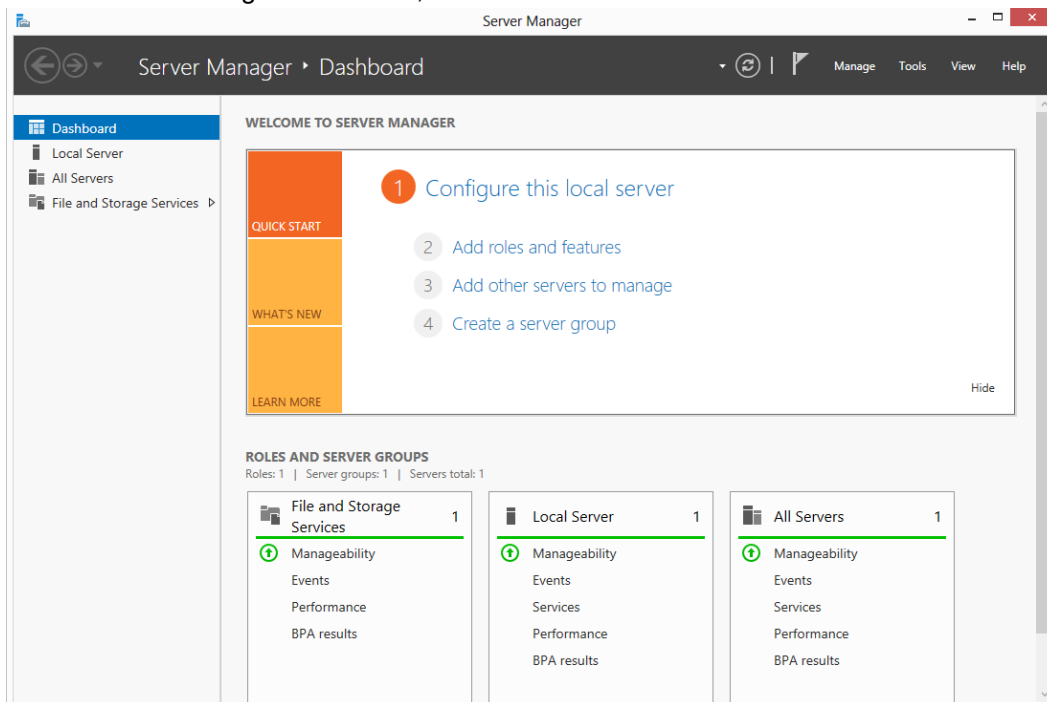 Server Manager
Server Manager • Dashboard
Manage Tools View Help
Dashboard
Local Server
All Servers
File and Storage Services
WELCOME TO SERVER MANAGER
QUICK START
WHAT'S NEW
LEARN MORE
1 Configure this local server
2 Add roles and features
3 Add other servers to manage
4 Create a server group
Hide
ROLES AND SERVER GROUPS
Roles: 1 | Server groups: 1 | Servers total: 1
File and Storage
Services 1
Manageability
Events
Performance
BPA results
Local Server 1
Manageability
Events
Services
Performance
BPA results
All Servers 1
Manageability
Events
Services
Performance
BPA results